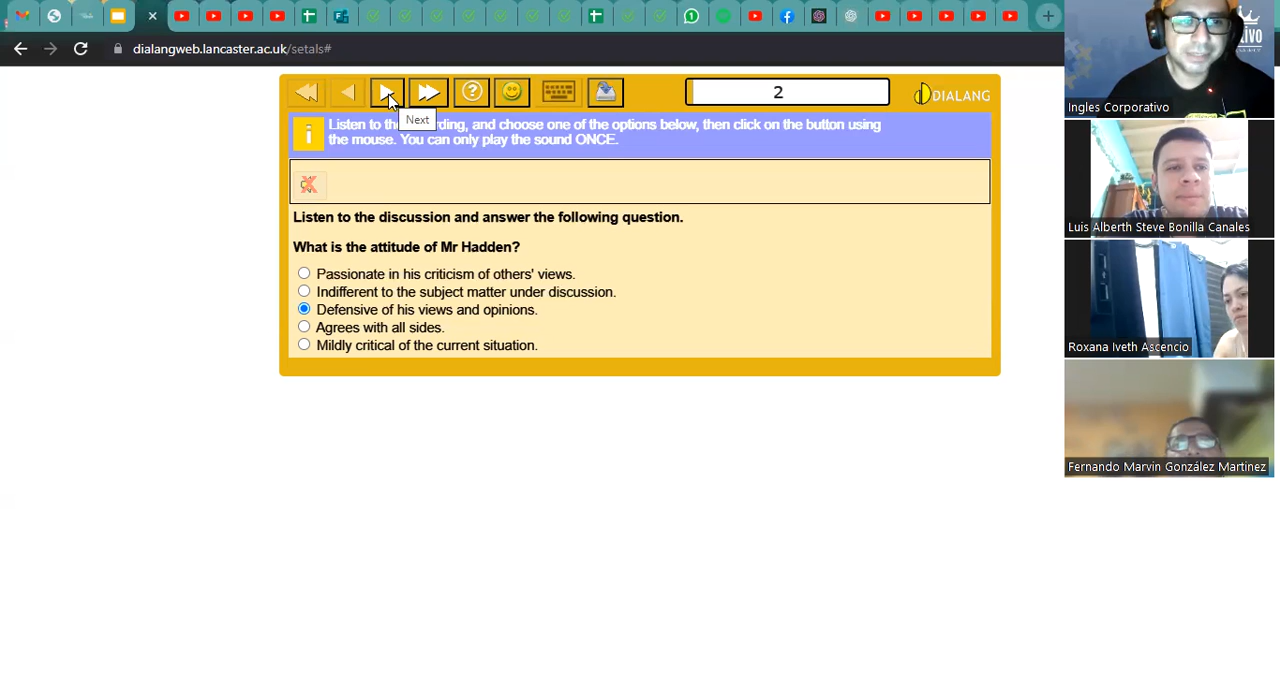 dialangweb.lancaster.ac.uk/setals#
2
DIALANG
Next
Listen to the recording, and choose one of the options below, then click on the button using
the mouse. You can only play the sound ONCE.
Listen to the discussion and answer the following question.
What is the attitude of Mr Hadden?
Passionate in his criticism of others' views.
Indifferent to the subject matter under discussion.
Defensive of his views and opinions.
Agrees with all sides.
Mildly critical of the current situation.
Ingles Corporativo
Luis Alberth Steve Bonilla Canales
Roxana Iveth Ascencio
Fernando Marvin González Martínez